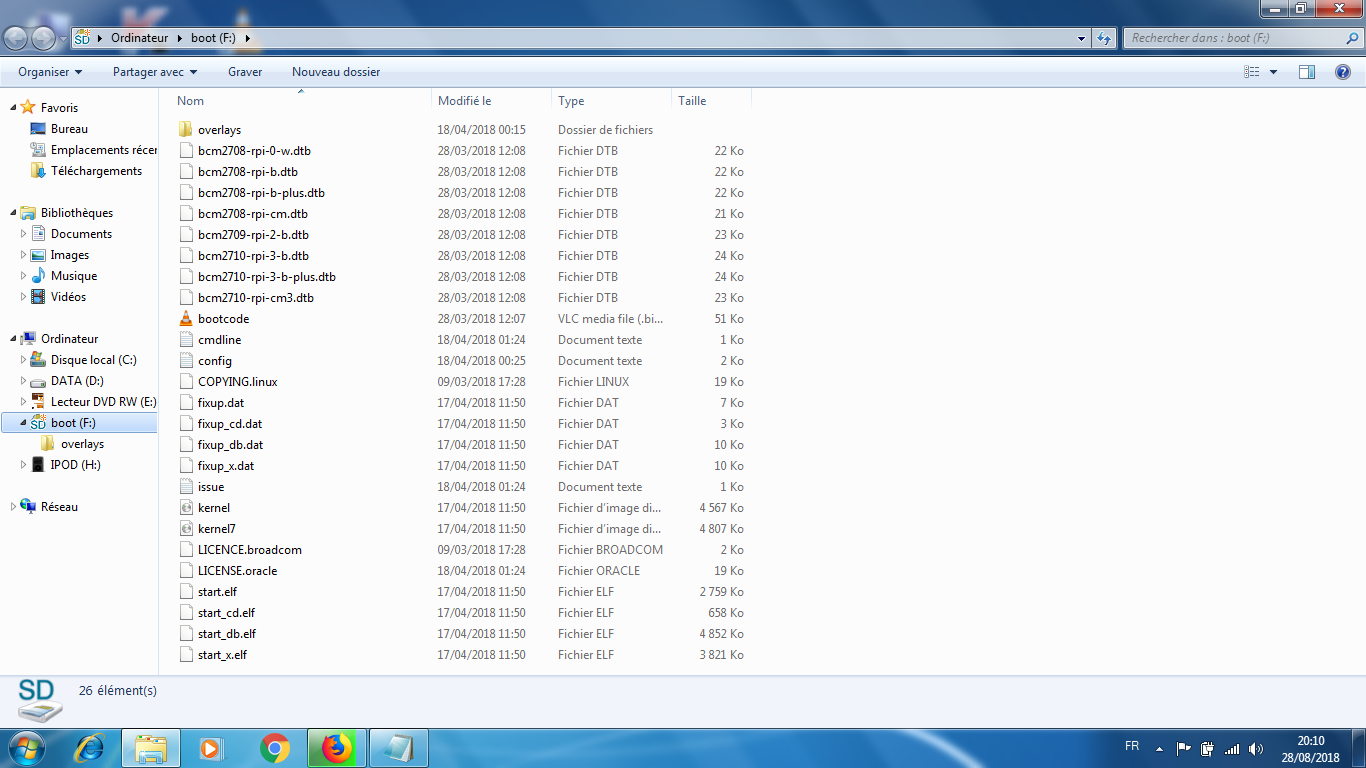 Ordinateur boot (F:)
Rechercher dans : boot (F:)
Organiser Partager avec Graver Nouveau dossier
Nom Modifié le Type Taille
Favoris
Bureau
Emplacements récer
Téléchargements
Bibliothèques
Documents
Images
Musique
Vidéos
Ordinateur
Disque local (C:)
DATA (D:)
Lecteur DVD RW (E:)
boot (F:)
overlays
IPOD (H:)
Réseau
overlays 18/04/2018 00:15 Dossier de fichiers
bcm2708-rpi-0-w.dtb 28/03/2018 12:08 Fichier DTB 22 Ko
bcm2708-rpi-b.dtb 28/03/2018 12:08 Fichier DTB 22 Ko
bcm2708-rpi-b-plus.dtb 28/03/2018 12:08 Fichier DTB 22 Ko
bcm2708-rpi-cm.dtb 28/03/2018 12:08 Fichier DTB 21 Ko
bcm2709-rpi-2-b.dtb 28/03/2018 12:08 Fichier DTB 23 Ko
bcm2710-rpi-3-b.dtb 28/03/2018 12:08 Fichier DTB 24 Ko
bcm2710-rpi-3-b-plus.dtb 28/03/2018 12:08 Fichier DTB 24 Ko
bcm2710-rpi-cm3.dtb 28/03/2018 12:08 Fichier DTB 23 Ko
bootcode 28/03/2018 12:07 VLC media file (.bi... 51 Ko
cmdline 18/04/2018 01:24 Document texte 1 Ko
config 18/04/2018 00:25 Document texte 2 Ko
COPYING.linux 09/03/2018 17:28 Fichier LINUX 19 Ko
fixup.dat 17/04/2018 11:50 Fichier DAT 7 Ko
fixup_cd.dat 17/04/2018 11:50 Fichier DAT 3 Ko
fixup_db.dat 17/04/2018 11:50 Fichier DAT 10 Ko
fixup_x.dat 17/04/2018 11:50 Fichier DAT 10 Ko
issue 18/04/2018 01:24 Document texte 1 Ko
kernel 17/04/2018 11:50 Fichier d'image di... 4 567 Ko
kernel7 17/04/2018 11:50 Fichier d'image di... 4 807 Ko
LICENCE.broadcom 09/03/2018 17:28 Fichier BROADCOM 2 Ko
LICENSE.oracle 18/04/2018 01:24 Fichier ORACLE 19 Ko
start.elf 17/04/2018 11:50 Fichier ELF 2 759 Ko
start_cd.elf 17/04/2018 11:50 Fichier ELF 658 Ko
start_db.elf 17/04/2018 11:50 Fichier ELF 4 852 Ko
start_x.elf 17/04/2018 11:50 Fichier ELF 3 821 Ko
SD 26 élément(s)
FR 20:10
28/08/2018